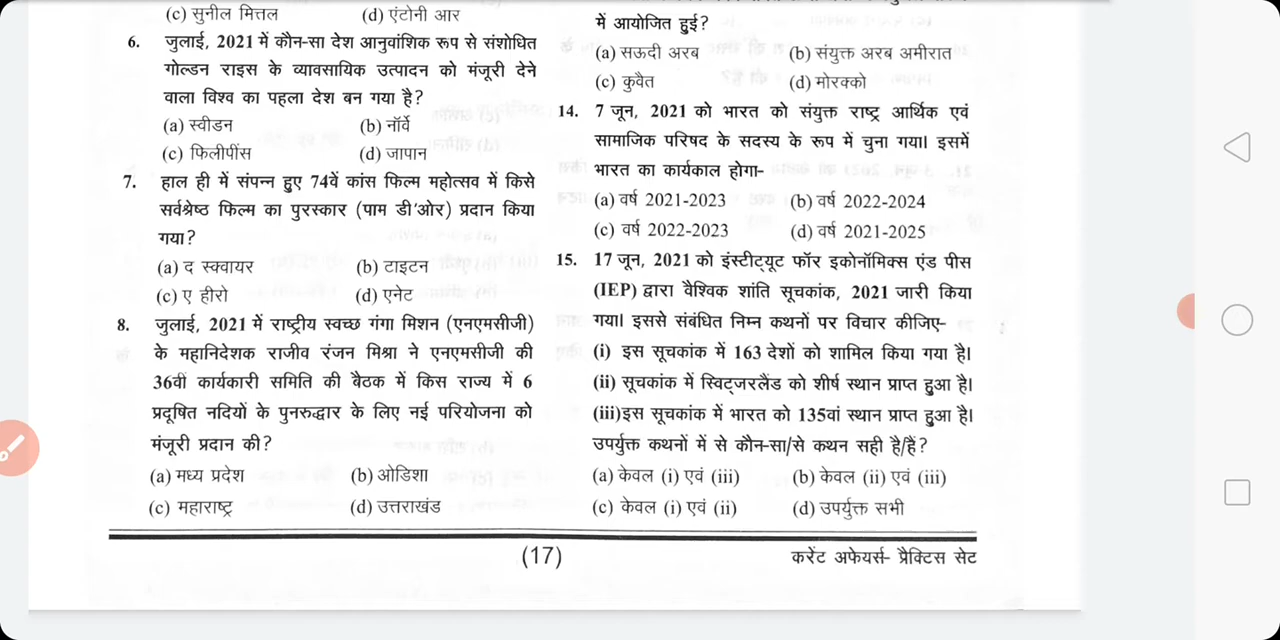 (c) सुनील मित्तल (d) एंटोनी आर
6. जुलाई, 2021 में कौन-सा देश आनुवांशिक रूप से संशोधित
गोल्डन राइस के व्यावसायिक उत्पादन को मंजूरी देने
वाला विश्व का पहला देश बन गया है?
(a) स्वीडन (b) नॉर्वे
(c) फिलीपींस (d) जापान
7. हाल ही में संपन्न हुए 74वें कांस फिल्म महोत्सव में किसे
सर्वश्रेष्ठ फिल्म का पुरस्कार (पाम डी'ओर) प्रदान किया
गया?
(a) द स्क्वायर (b) टाइटन
(c) ए हीरो (d) एनेट
8. जुलाई, 2021 में राष्ट्रीय स्वच्छ गंगा मिशन (एनएमसीजी)
के महानिदेशक राजीव रंजन मिश्रा ने एनएमसीजी की
36वीं कार्यकारी समिति की बैठक में किस राज्य में 6
प्रदूषित नदियों के पुनरुद्धार के लिए नई परियोजना को
मंजूरी प्रदान की?
(a) मध्य प्रदेश (b) ओडिशा
(c) महाराष्ट्र (d) उत्तराखंड
में आयोजित हुई?
(a) सऊदी अरब (b) संयुक्त अरब अमीरात
(c) कुवैत (d) मोरक्को
14. 7 जून, 2021 को भारत को संयुक्त राष्ट्र आर्थिक एवं
सामाजिक परिषद के सदस्य के रूप में चुना गया। इसमें
भारत का कार्यकाल होगा-
(a) वर्ष 2021-2023 (b) वर्ष 2022-2024
(c) वर्ष 2022-2023 (d) वर्ष 2021-2025
15. 17 जून, 2021 को इंस्टीट्यूट फॉर इकोनॉमिक्स एंड पीस
(IEP) द्वारा वैश्विक शांति सूचकांक, 2021 जारी किया
गया। इससे संबंधित निम्न कथनों पर विचार कीजिए-
(i) इस सूचकांक में 163 देशों को शामिल किया गया है।
(ii) सूचकांक में स्विट्जरलैंड को शीर्ष स्थान प्राप्त हुआ है।
(iii)इस सूचकांक में भारत को 135वां स्थान प्राप्त हुआ है।
उपर्युक्त कथनों में से कौन-सा/से कथन सही है/हैं?
(a) केवल (i) एवं (iii) (b) केवल (ii) एवं (iii)
(c) केवल (i) एवं (ii) (d) उपर्युक्त सभी
(17) करेंट अफेयर्स- प्रैक्टिस सेट